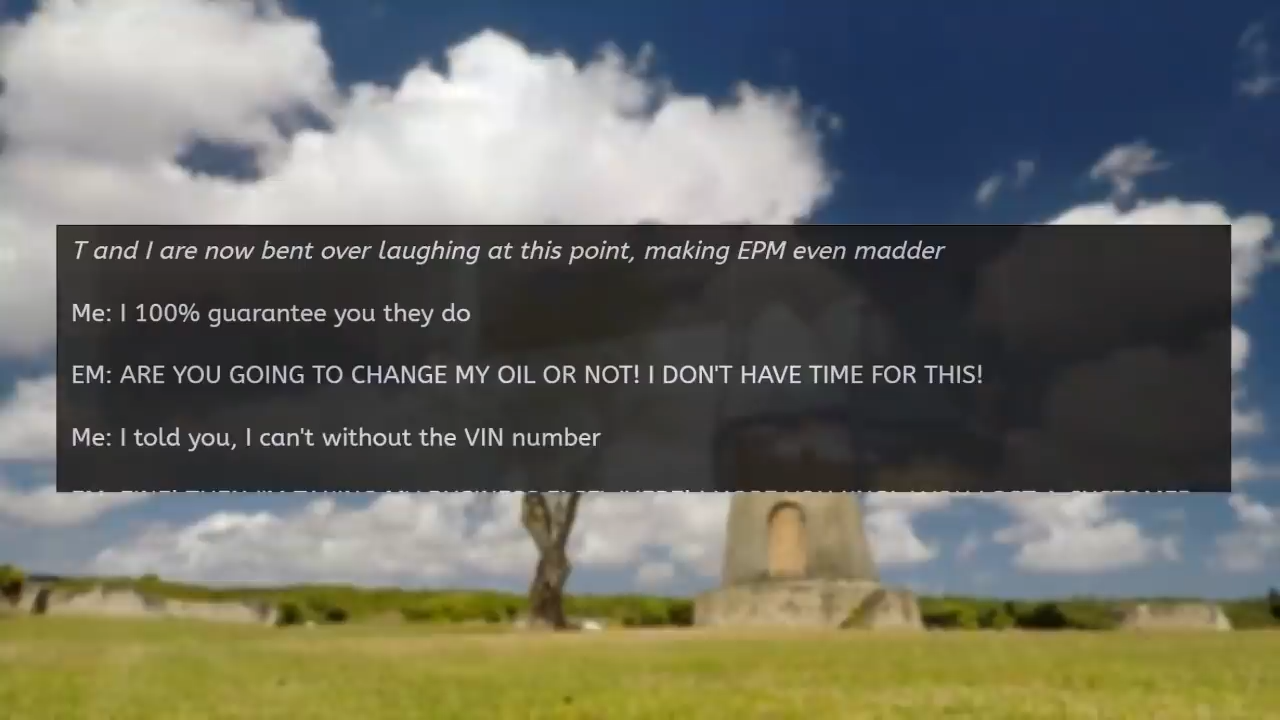 T and I are now bent over laughing at this point, making EPM even madder
Me: I 100% guarantee you they do
EM: ARE YOU GOING TO CHANGE MY OIL OR NOT! I DON'T HAVE TIME FOR THIS!
Me: I told you, I can't without the VIN number